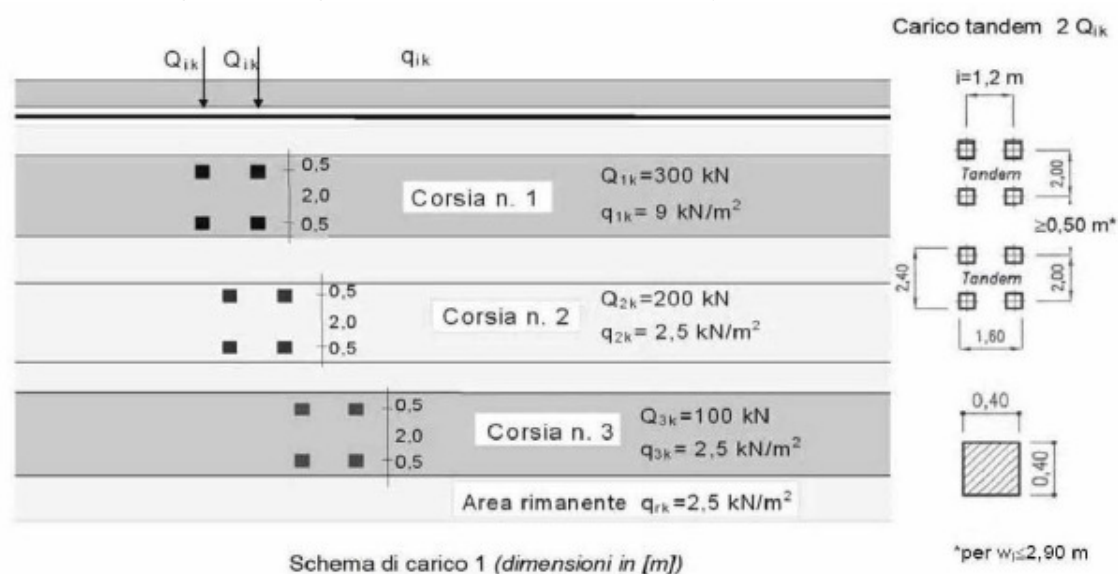 Carico tandem 2 Qik
Qik Qik qik
i=1,2 m
0,5
2,0
0,5
Corsia n. 1
Q1k=300 kN
q1k= 9 kN/m²
Tandem
2,00
≥0,50 m*
0,5
2,0
0,5
Corsia n. 2
Q2k=200 kN
q2k= 2,5 kN/m²
2,40
Tandem
2,00
1,60
0,5
2,0
0,5
Corsia n. 3
Q3k=100 kN
q3k= 2,5 kN/m²
0,40
0,40
Area rimanente qrk=2,5 kN/m²
Schema di carico 1 (dimensioni in [m])
*per wl≤2,90 m